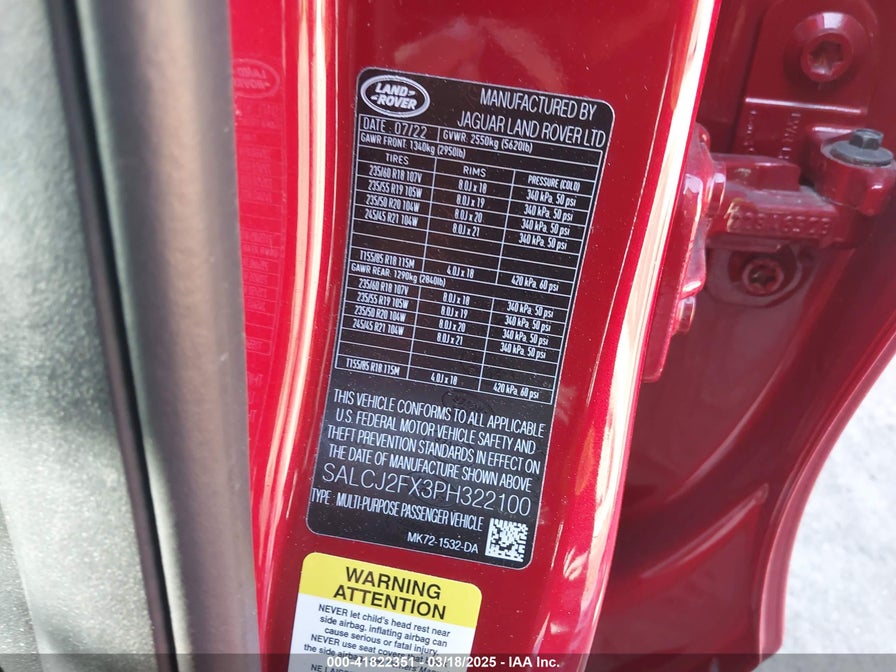 LAND
ROVER
MANUFACTURED BY
JAGUAR LAND ROVER LTD
DATE: 07/22 GVWR: 2550kg (5620lb)
GAWR FRONT: 1340kg (2950lb)
TIRES RIMS PRESSURE (COLD)
235/60 R18 107V 8.0J x 18 340 kPa, 50 psi
235/55 R19 105W 8.0J x 19 340 kPa, 50 psi
235/50 R20 104W 8.0J x 20 340 kPa, 50 psi
245/45 R21 104W 8.0J x 21 340 kPa, 50 psi
T155/85 R18 115M 4.0J x 18 420 kPa, 60 psi
GAWR REAR: 1290kg (2840lb)
235/60 R18 107V 8.0J x 18 340 kPa, 50 psi
235/55 R19 105W 8.0J x 19 340 kPa, 50 psi
235/50 R20 104W 8.0J x 20 340 kPa, 50 psi
245/45 R21 104W 8.0J x 21 340 kPa, 50 psi
T155/85 R18 115M 4.0J x 18 420 kPa, 60 psi
THIS VEHICLE CONFORMS TO ALL APPLICABLE
U.S. FEDERAL MOTOR VEHICLE SAFETY AND
THEFT PREVENTION STANDARDS IN EFFECT ON
THE DATE OF MANUFACTURE SHOWN ABOVE
SALCJ2FX3PH322100
TYPE: MULTI-PURPOSE PASSENGER VEHICLE
MK72-1532-DA
WARNING
ATTENTION
NEVER let child's head rest near
side airbag, inflating airbag can
cause serious or fatal injury.
NEVER use seat covers that
the side
000-41822351 - 03/18/2025 - IAA Inc.